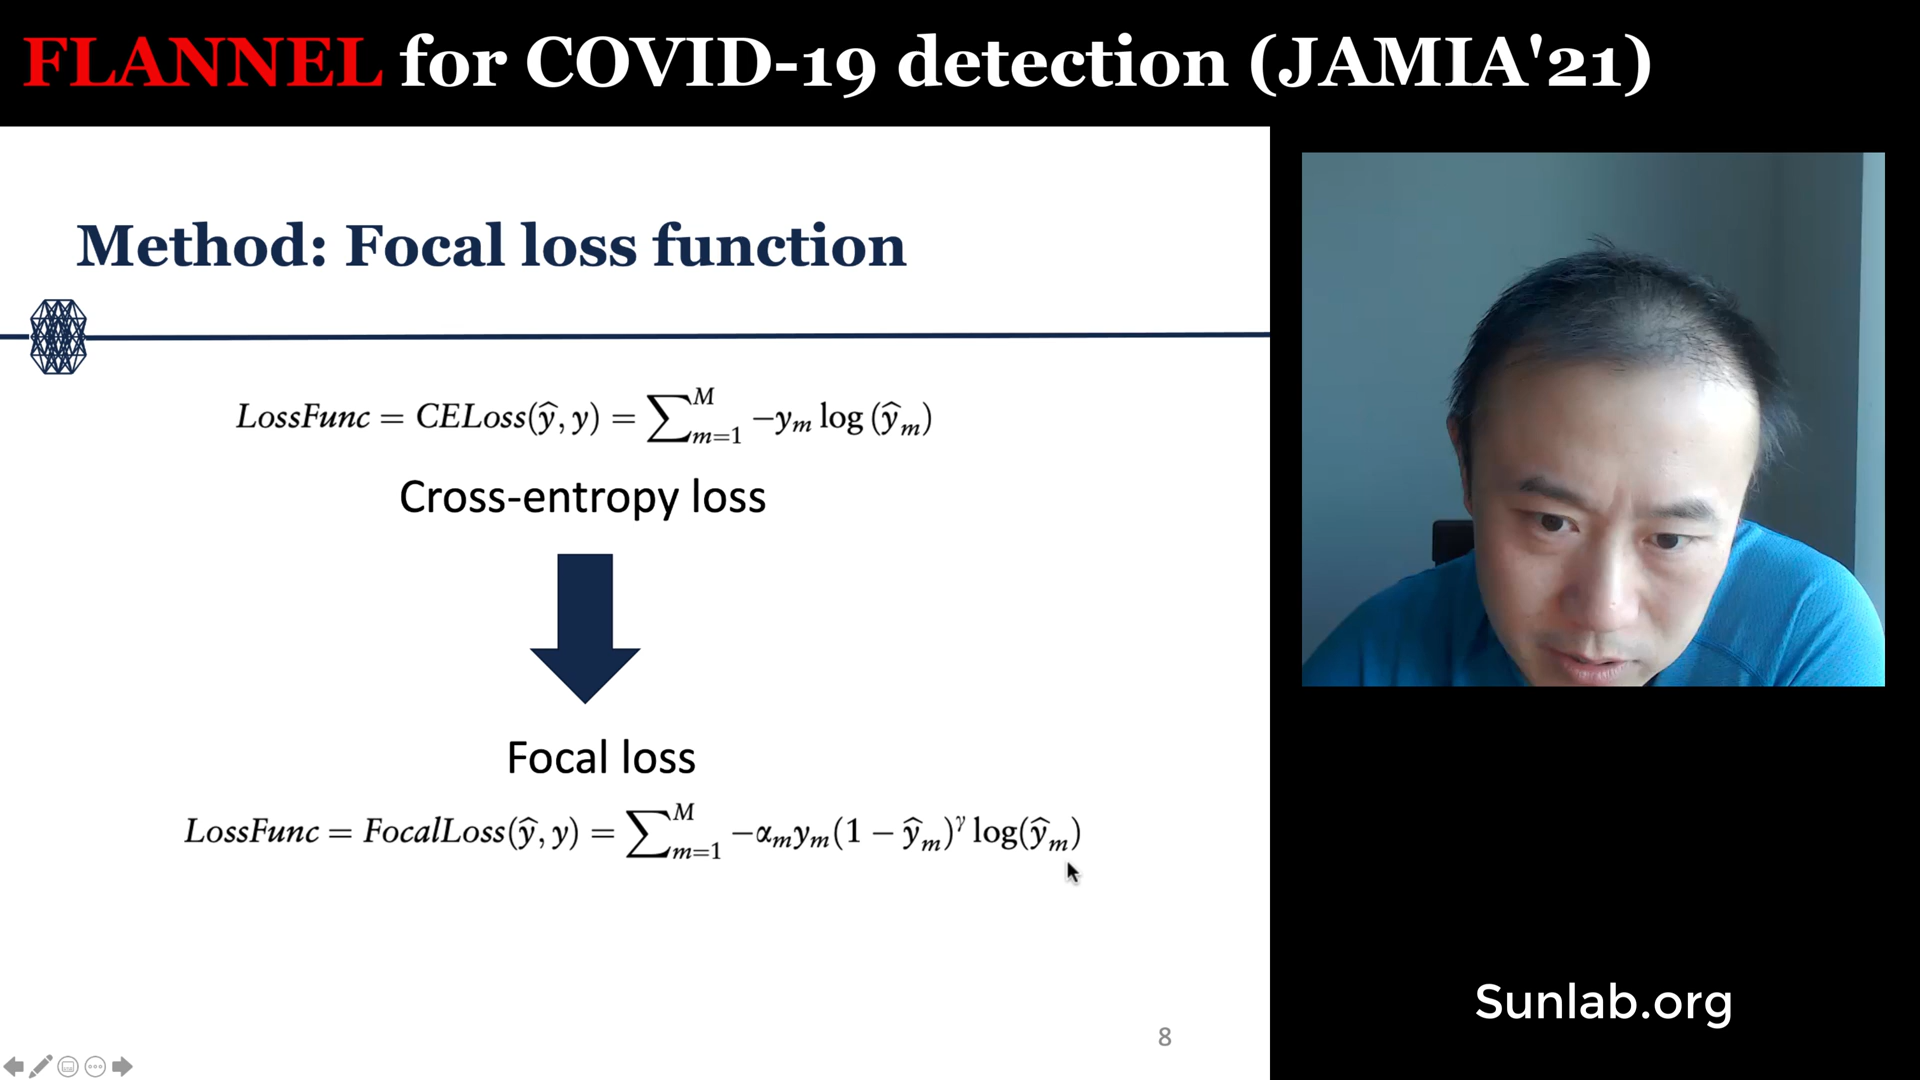 FLANNEL for COVID-19 detection (JAMIA'21)
Method: Focal loss function
LossFunc = CELoss(ŷ, y) = ∑_{m=1}^{M} −y_m log (ŷ_m)
Cross-entropy loss
Focal loss
LossFunc = FocalLoss(ŷ, y) = ∑_{m=1}^{M} −α_m y_m (1 − ŷ_m)^γ log(ŷ_m)
Sunlab.org
8